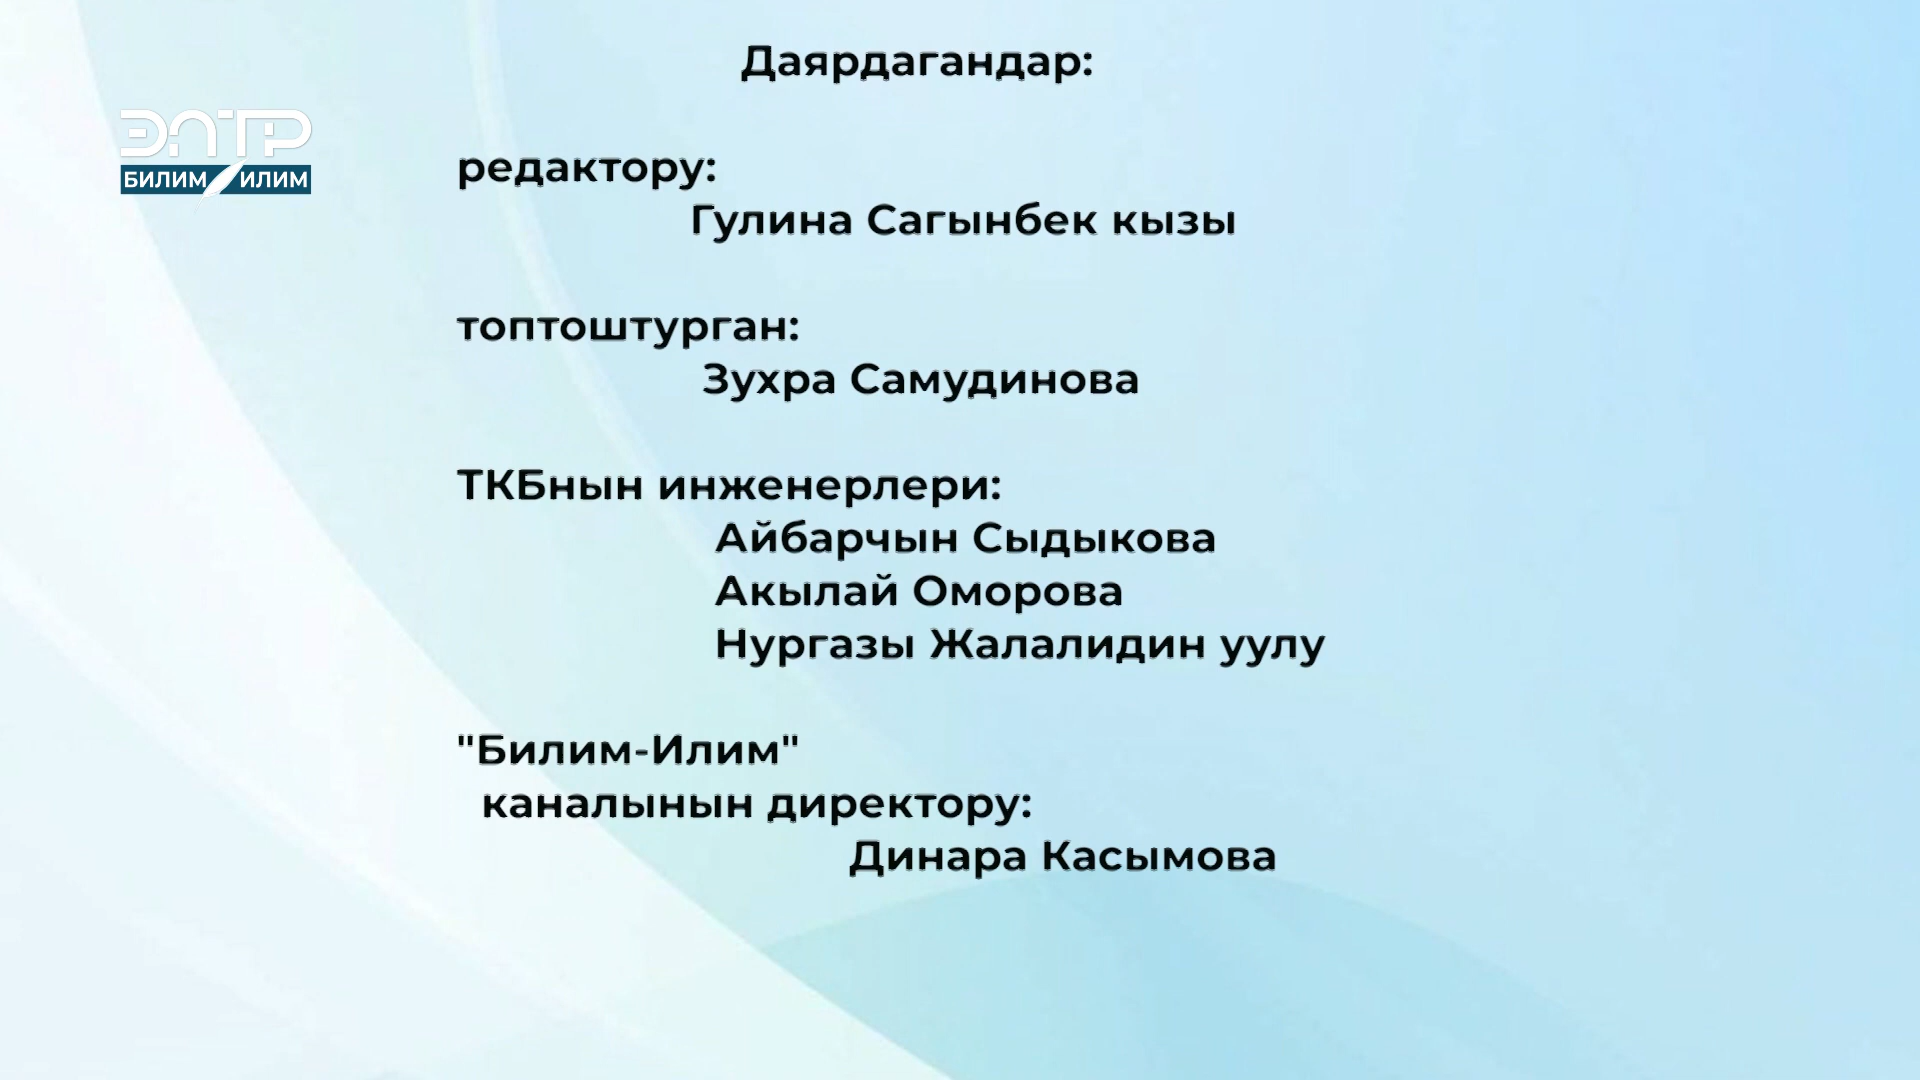 Даярдагандар:
ЭЛТР
БИЛИМ ИЛИМ
редактору:
Гулина Сагынбек кызы
топтоштурган:
Зухра Самудинова
ТКБнын инженерлери:
Айбарчын Сыдыкова
Акылай Оморова
Нургазы Жалалидин уулу
"Билим-Илим"
каналынын директору:
Динара Касымова